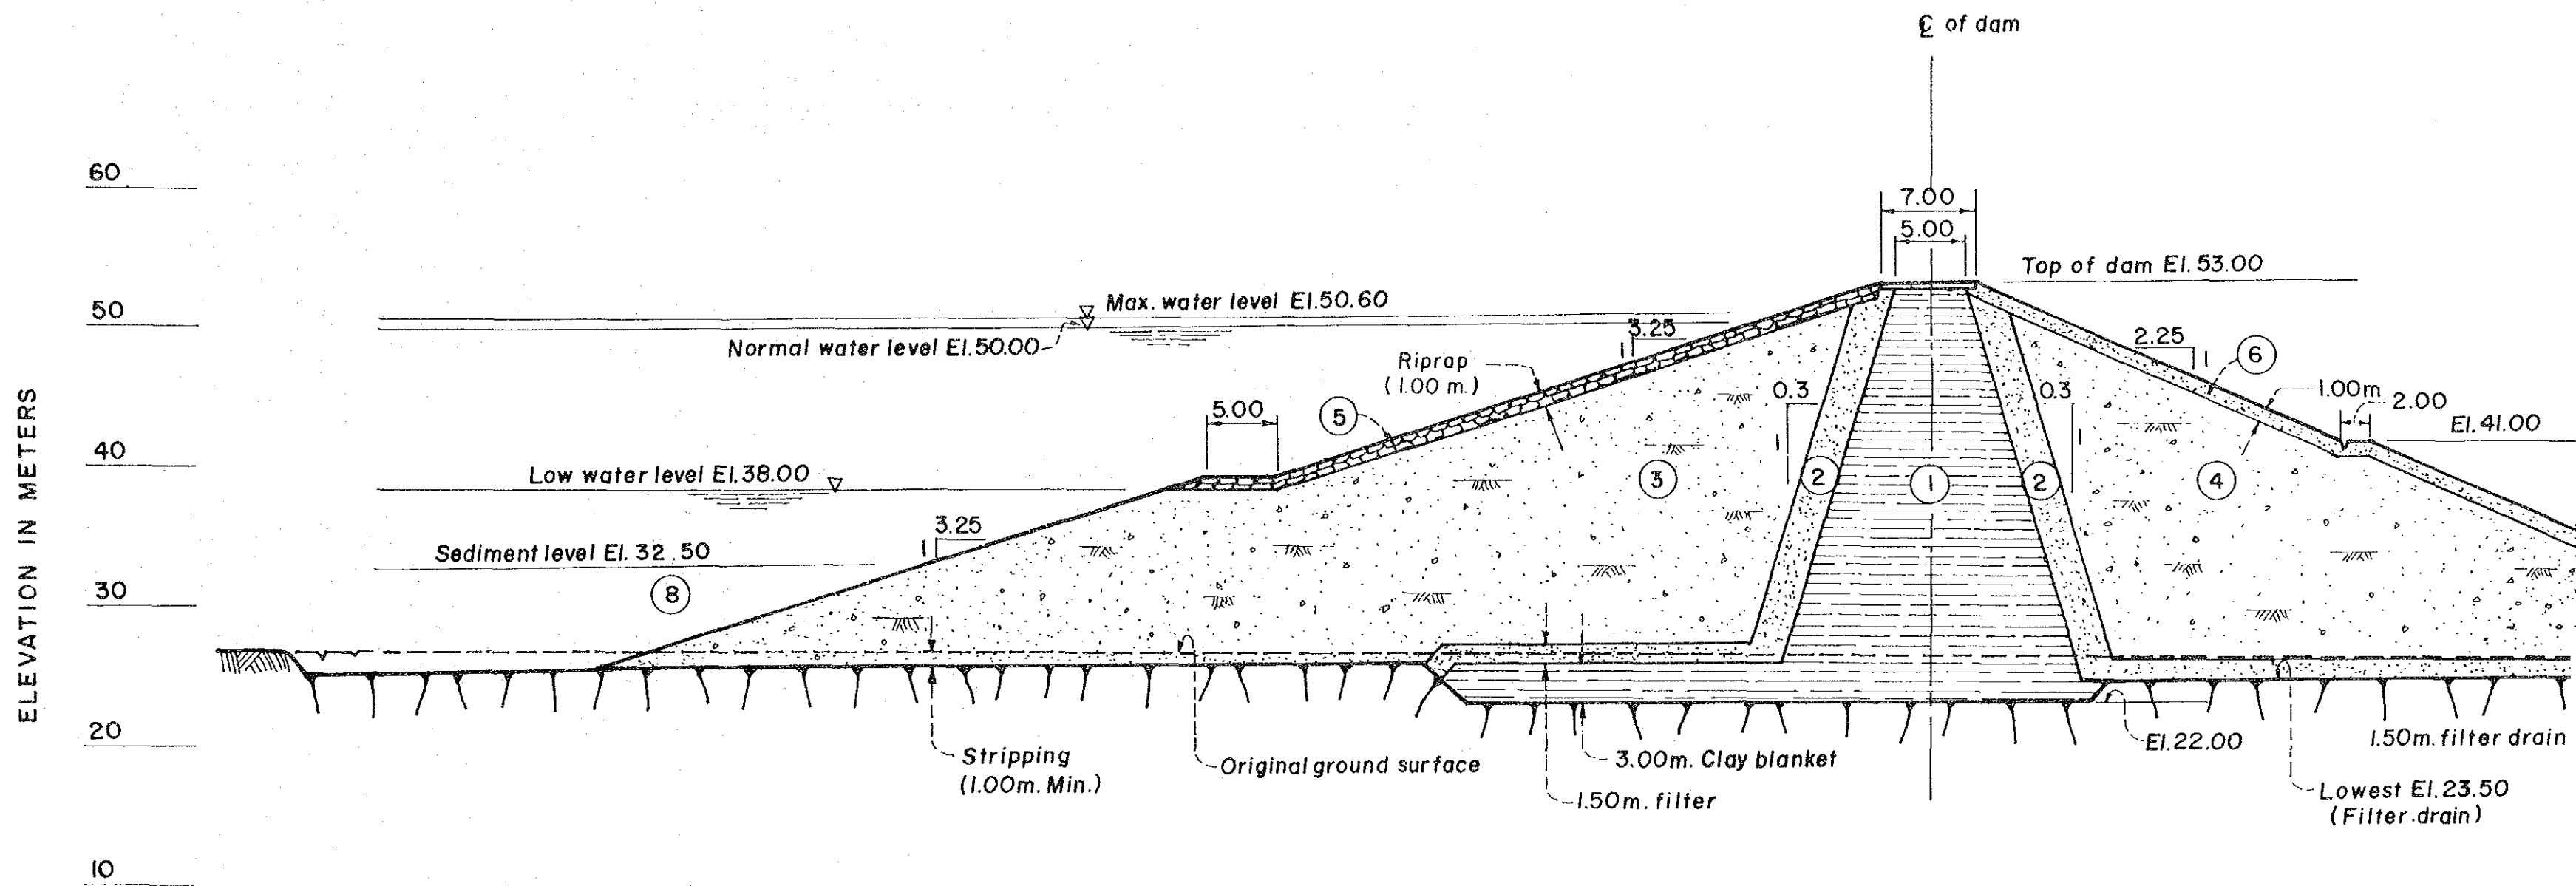 ℄ of dam
60
7.00
5.00
Top of dam El. 53.00
50
Max. water level El. 50.60
Normal water level El. 50.00
3.25
1
Riprap
(1.00 m.)
2.25
1
6
0.3
1
0.3
1
1.00m
2.00
El. 41.00
5.00
5
40
Low water level El. 38.00
3
2
1
2
4
3.25
1
Sediment level El. 32.50
8
30
ELEVATION IN METERS
20
Stripping
(1.00m. Min.)
Original ground surface
3.00m. Clay blanket
1.50m. filter
El. 22.00
1.50m. filter drain
Lowest El. 23.50
(Filter drain)
10